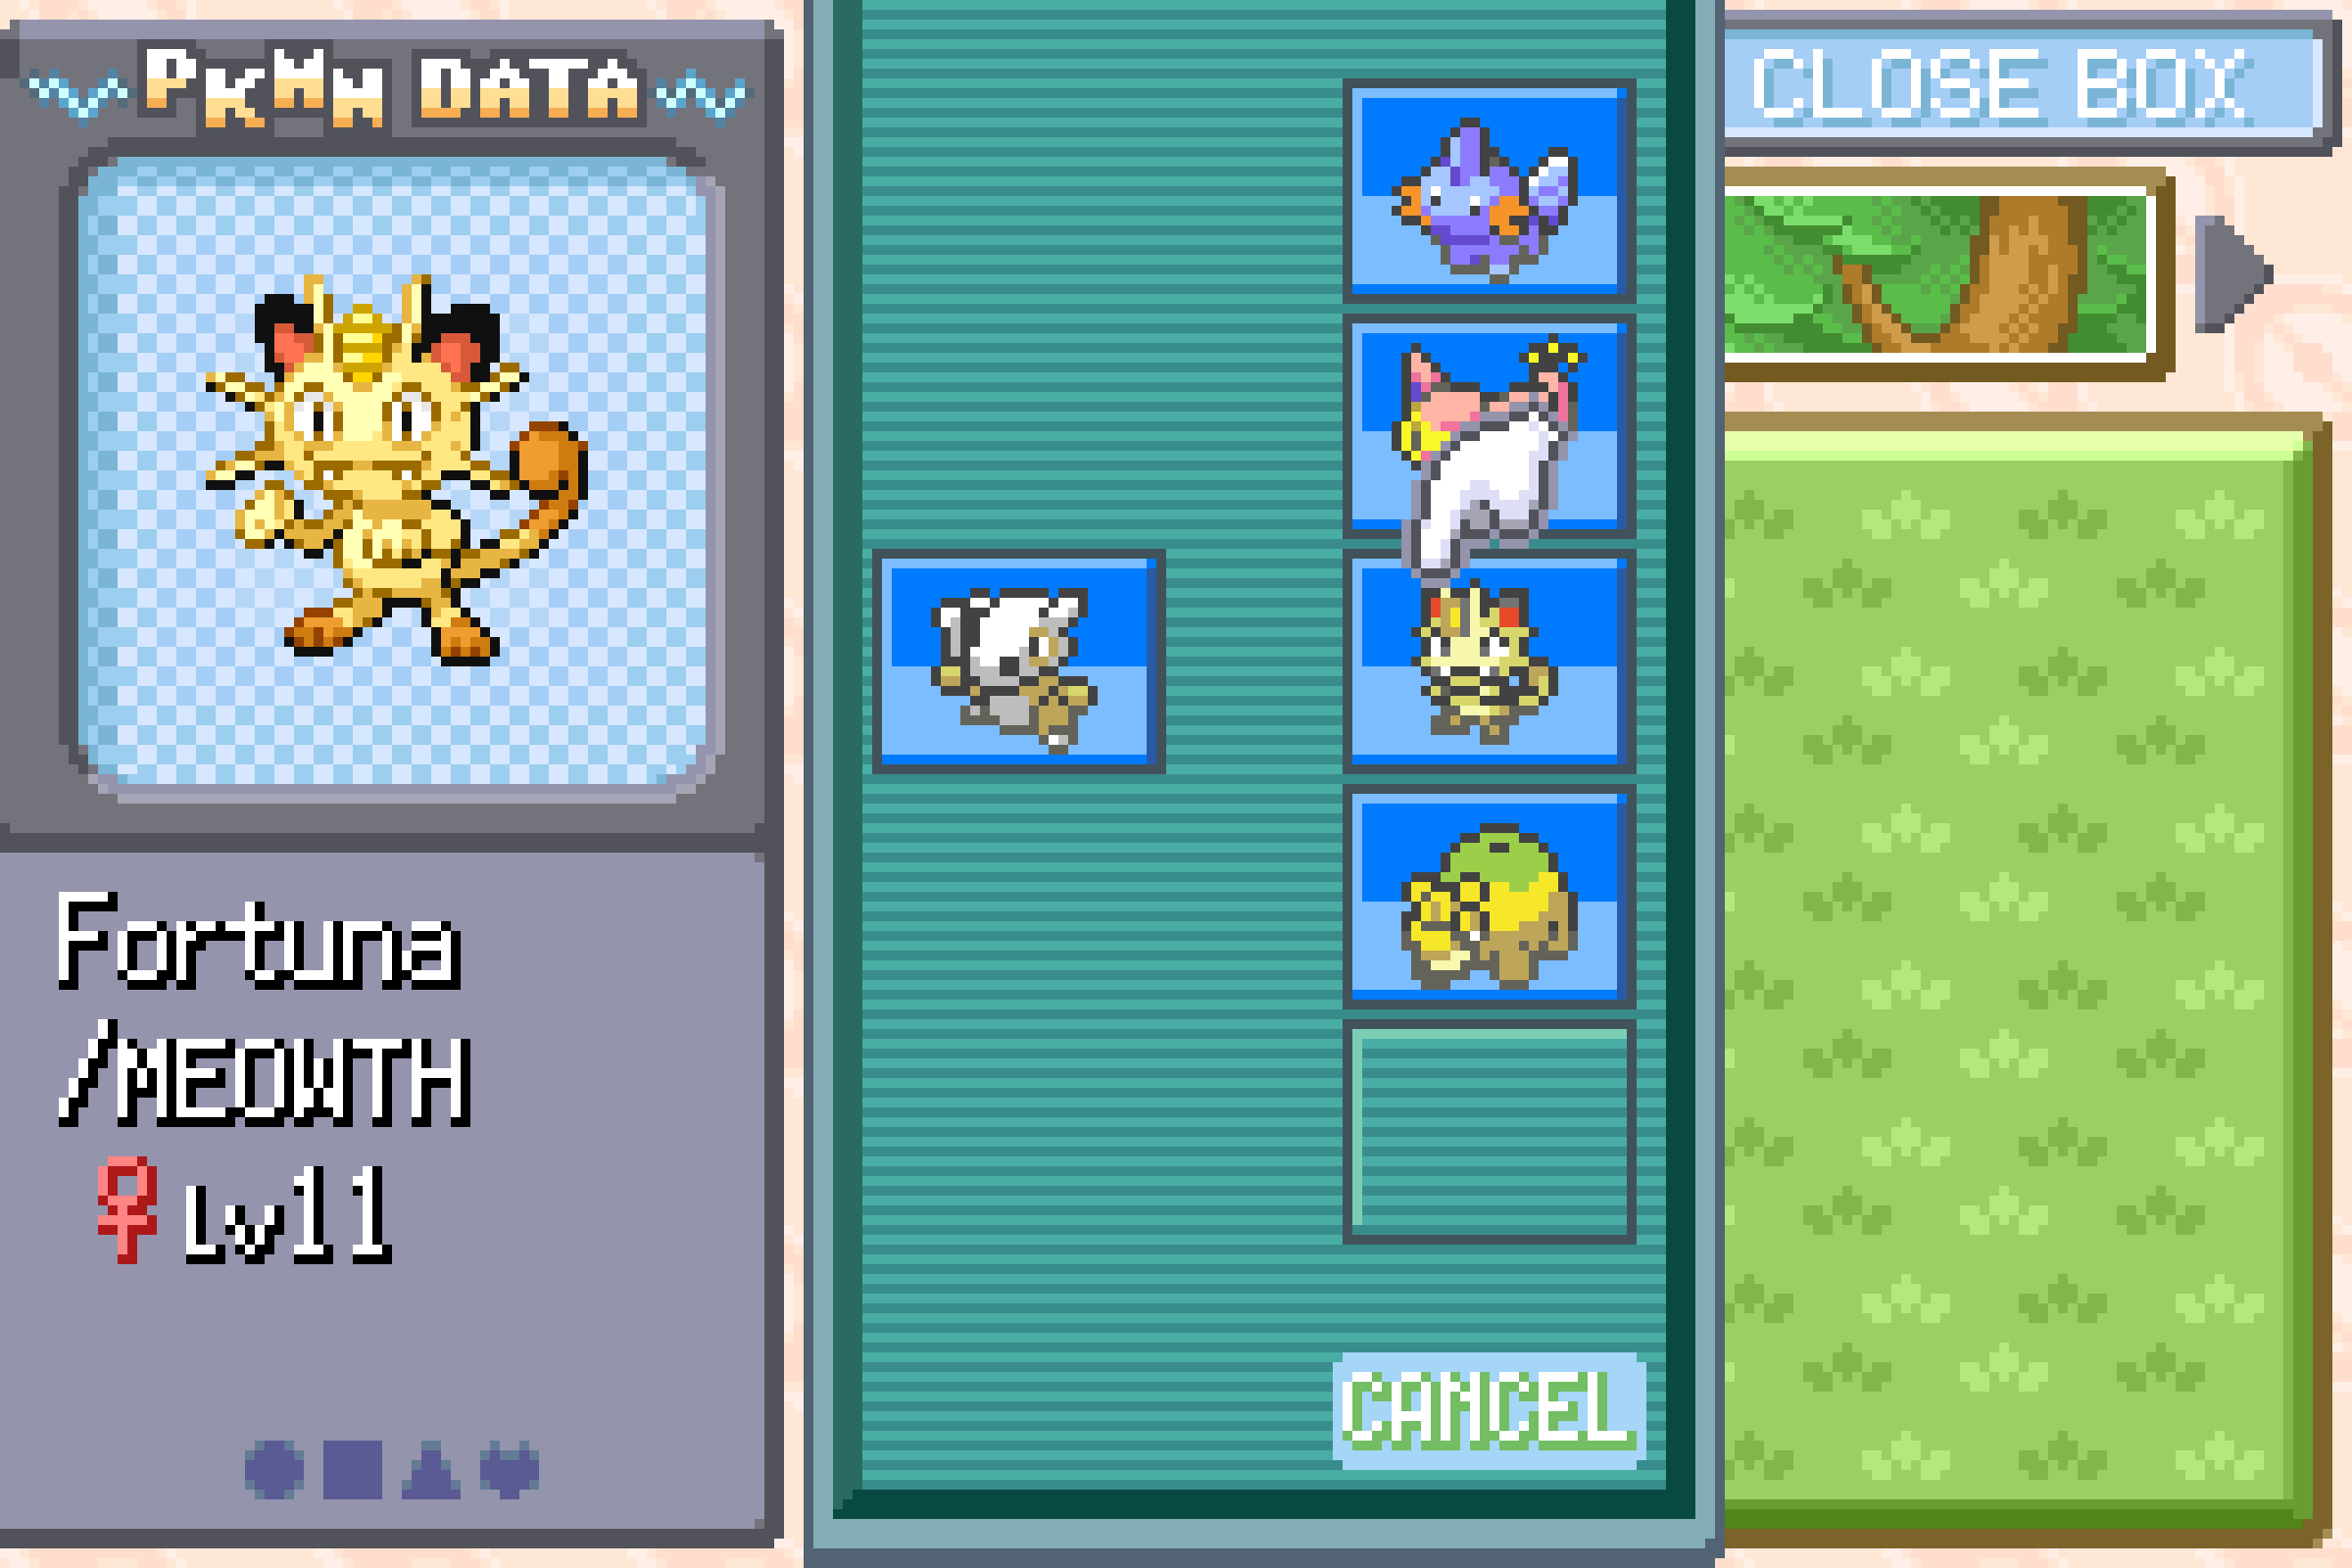 PKMN DATA
CLOSE BOX
Fortuna
/MEOWTH
♀ Lv11
CANCEL